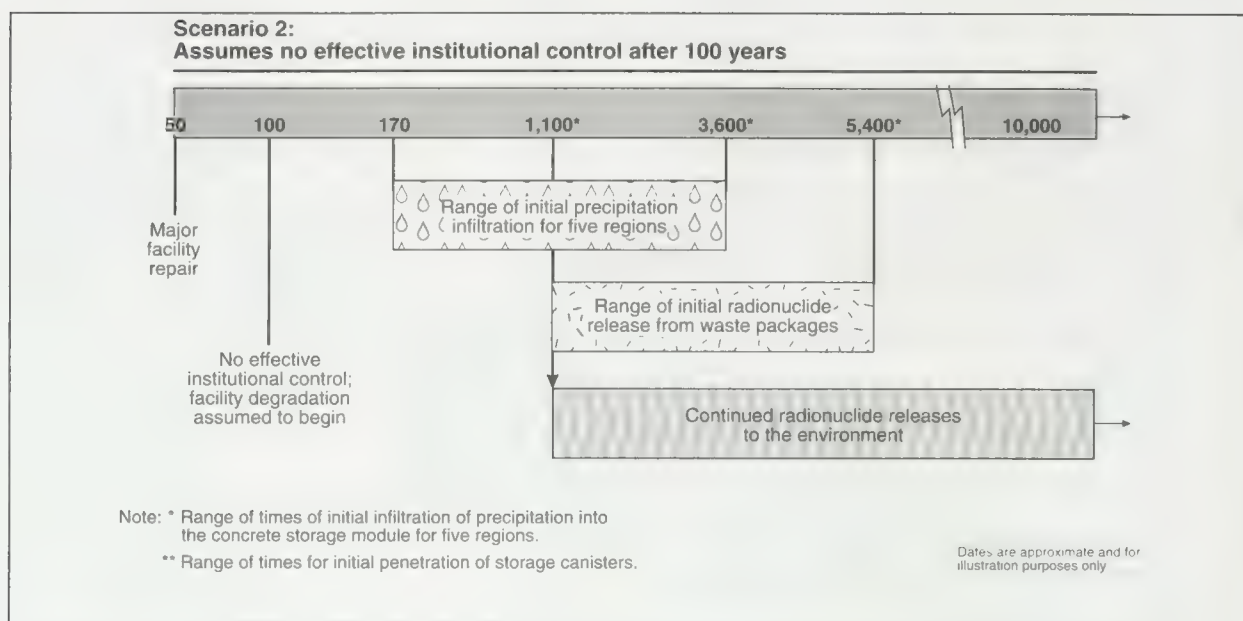 Scenario 2:
Assumes no effective institutional control after 100 years
50 100 170 1,100* 3,600* 5,400* 10,000
Range of initial precipitation
infiltration for five regions
Major
facility
repair
Range of initial radionuclide
release from waste packages
No effective
institutional control;
facility degradation
assumed to begin
Continued radionuclide releases
to the environment
Note: * Range of times of initial infiltration of precipitation into
the concrete storage module for five regions.
** Range of times for initial penetration of storage canisters.
Dates are approximate and for
illustration purposes only